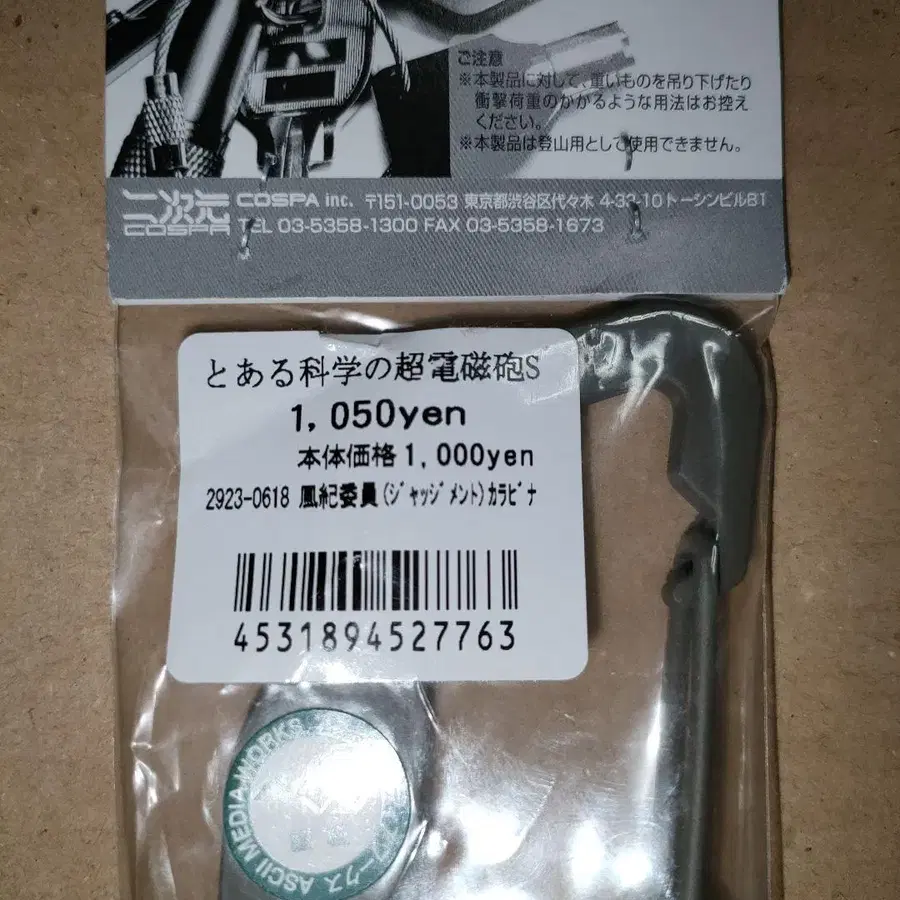 ご注意
※本製品に対して、重いものを吊り下げたり
衝撃荷重のかかるような用法はお控え
ください。
※本製品は登山用として使用できません。
二次元 COSPA inc. 〒151-0053 東京都渋谷区代々木 4-33-10トーシンビルB1
COSPA TEL 03-5358-1300 FAX 03-5358-1673
とある科学の超電磁砲S
1,050yen
本体価格1,000yen
2923-0618 風紀委員(ｼﾞｬｯｼﾞﾒﾝﾄ)ｶﾗﾋﾞﾅ
4531894527763
ASCII MEDIA WORKS
ワークス